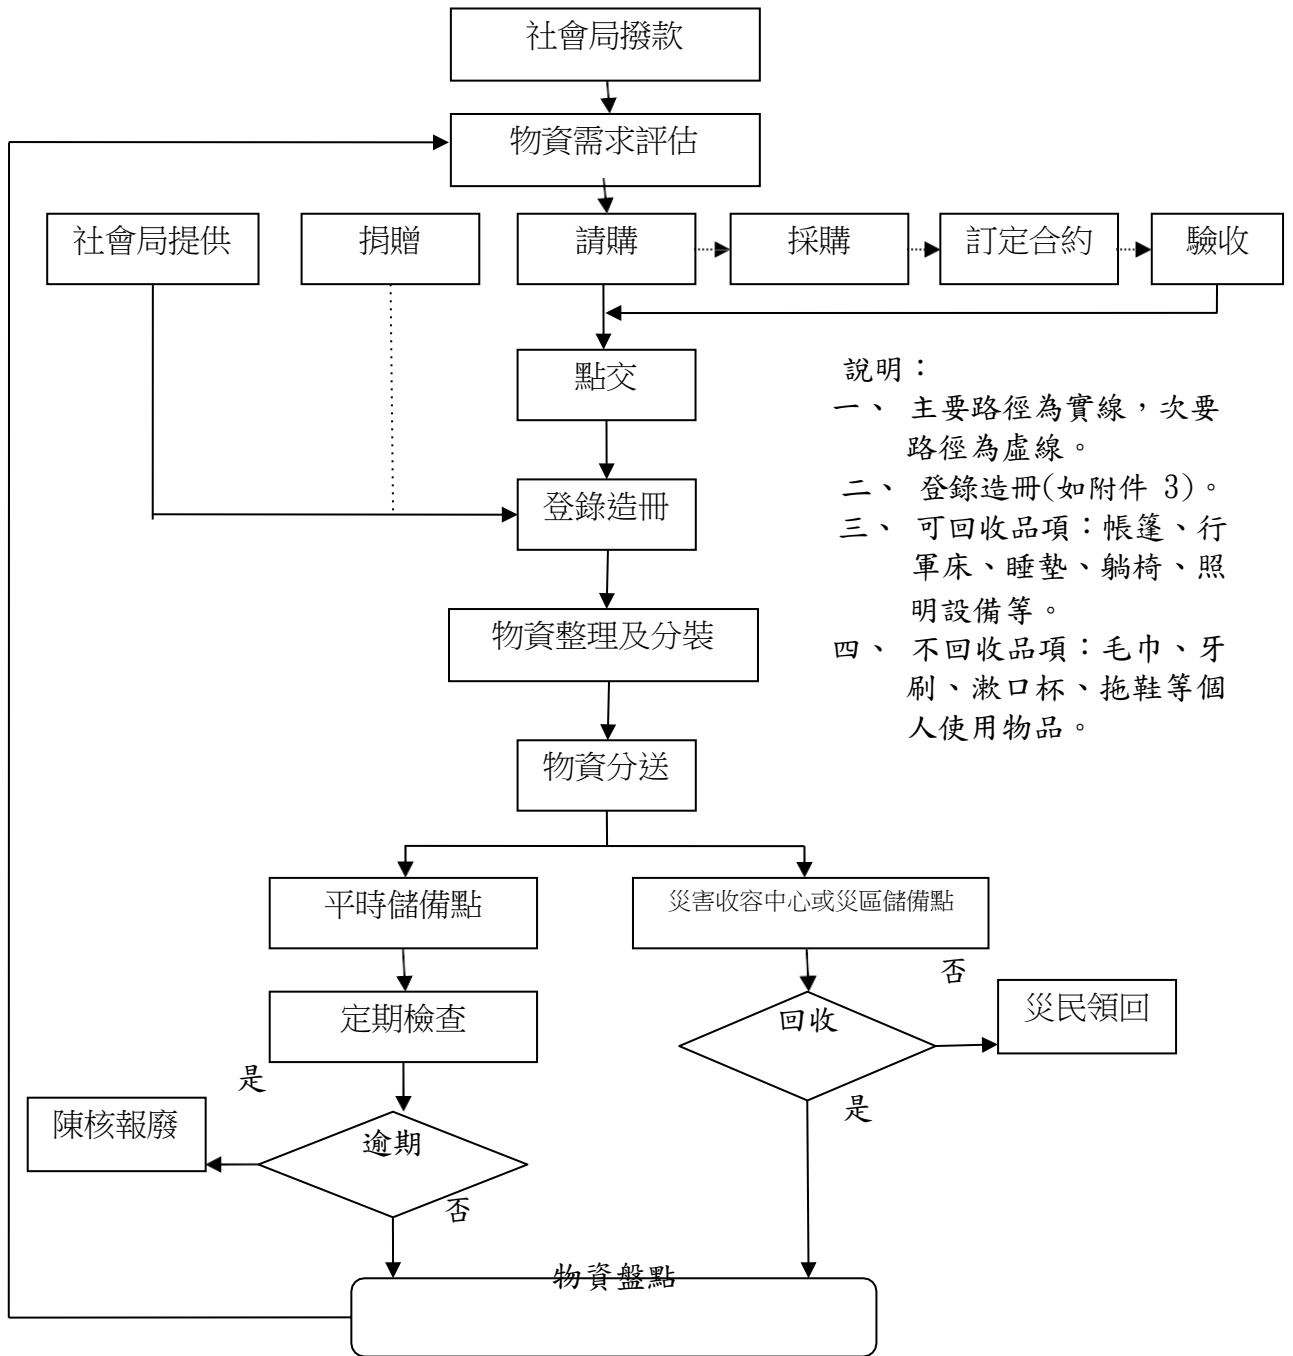 社會局撥款
物資需求評估
社會局提供
捐贈
請購
採購
訂定合約
驗收
點交
說明：
一、 主要路徑為實線，次要
路徑為虛線。
二、 登錄造冊(如附件 3)。
三、 可回收品項：帳篷、行
軍床、睡墊、躺椅、照
明設備等。
四、 不回收品項：毛巾、牙
刷、漱口杯、拖鞋等個
人使用物品。
登錄造冊
物資整理及分裝
物資分送
平時儲備點
災害收容中心或災區儲備點
否
定期檢查
回收
災民領回
是
是
陳核報廢
逾期
否
物資盤點